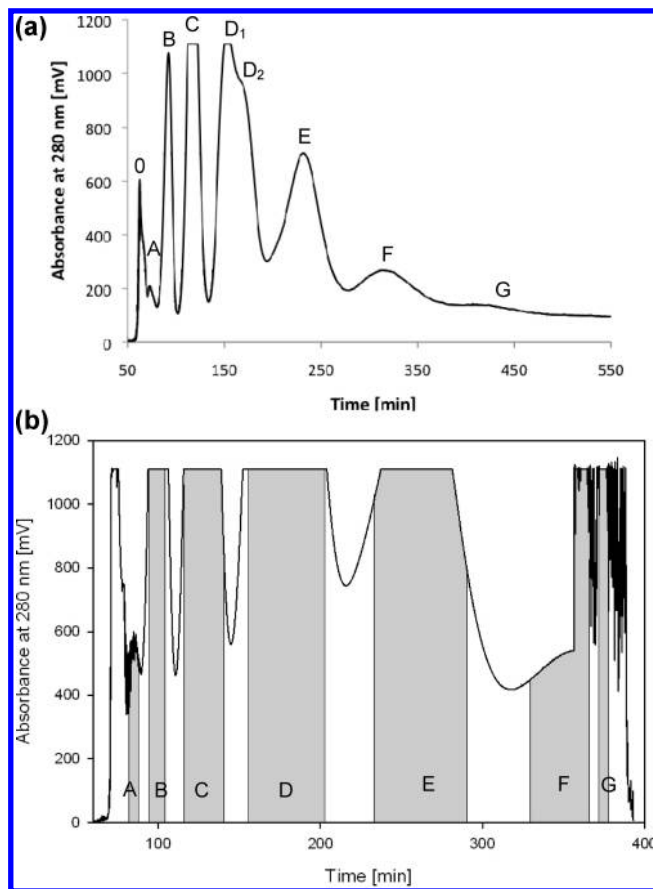 (a)
1200
1000
800
600
400
200
0
Absorbance at 280 nm [mV]
0
A
B
C
D1
D2
E
F
G
50
150
250
350
450
550
Time [min]
(b)
1200
1000
800
600
400
200
0
Absorbance at 280 nm [mV]
A
B
C
D
E
F
G
100
200
300
400
Time [min]